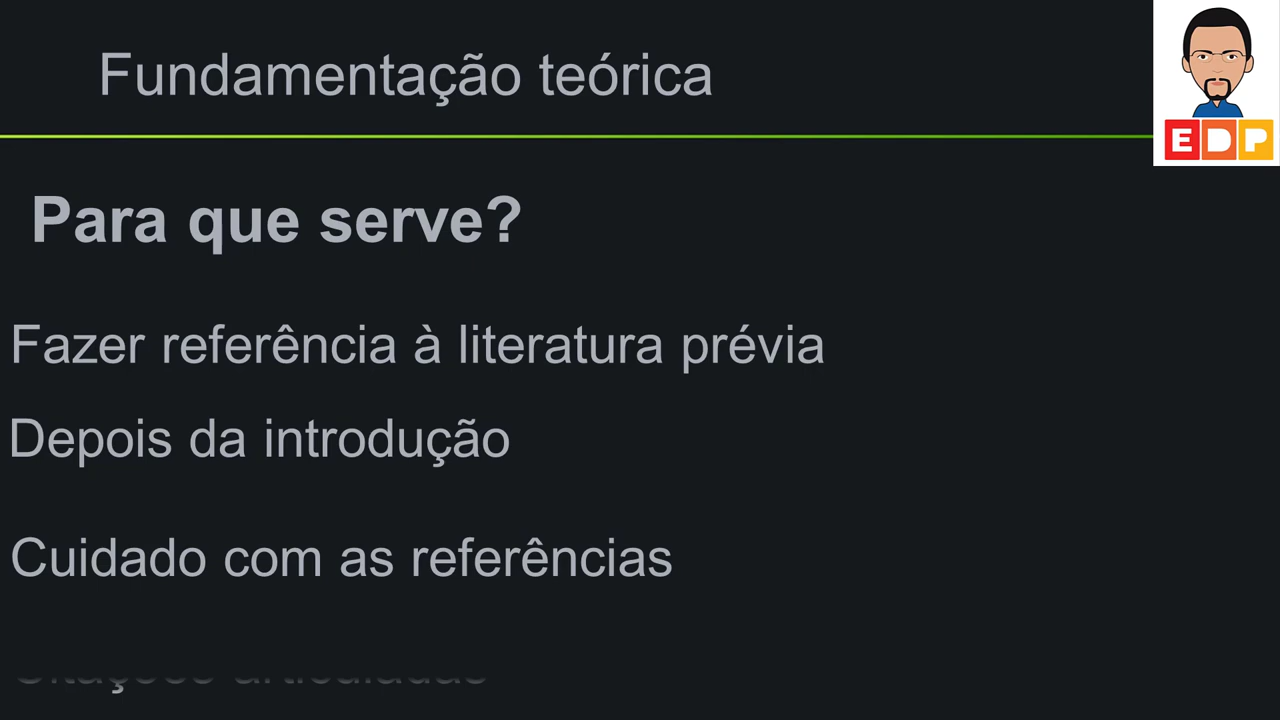 Fundamentação teórica
EDP
Para que serve?
Fazer referência à literatura prévia
Depois da introdução
Cuidado com as referências